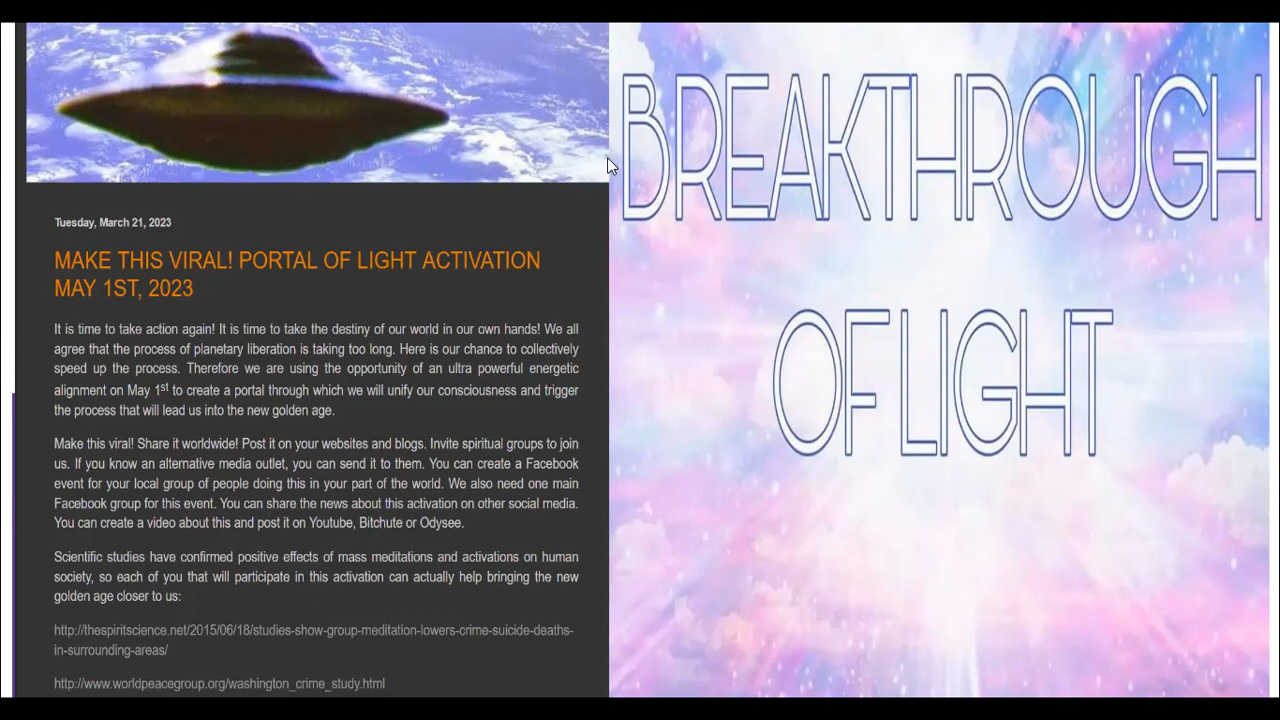 Tuesday, March 21, 2023
MAKE THIS VIRAL! PORTAL OF LIGHT ACTIVATION
MAY 1ST, 2023
It is time to take action again! It is time to take the destiny of our world in our own hands! We all
agree that the process of planetary liberation is taking too long. Here is our chance to collectively
speed up the process. Therefore we are using the opportunity of an ultra powerful energetic
alignment on May 1st to create a portal through which we will unify our consciousness and trigger
the process that will lead us into the new golden age.
Make this viral! Share it worldwide! Post it on your websites and blogs. Invite spiritual groups to join
us. If you know an alternative media outlet, you can send it to them. You can create a Facebook
event for your local group of people doing this in your part of the world. We also need one main
Facebook group for this event. You can share the news about this activation on other social media.
You can create a video about this and post it on Youtube, Bitchute or Odysee.
Scientific studies have confirmed positive effects of mass meditations and activations on human
society, so each of you that will participate in this activation can actually help bringing the new
golden age closer to us:
http://thespiritscience.net/2015/06/18/studies-show-group-meditation-lowers-crime-suicide-deaths-
in-surrounding-areas/
http://www.worldpeacegroup.org/washington_crime_study.html
BREAKTHROUGH
OF LIGHT